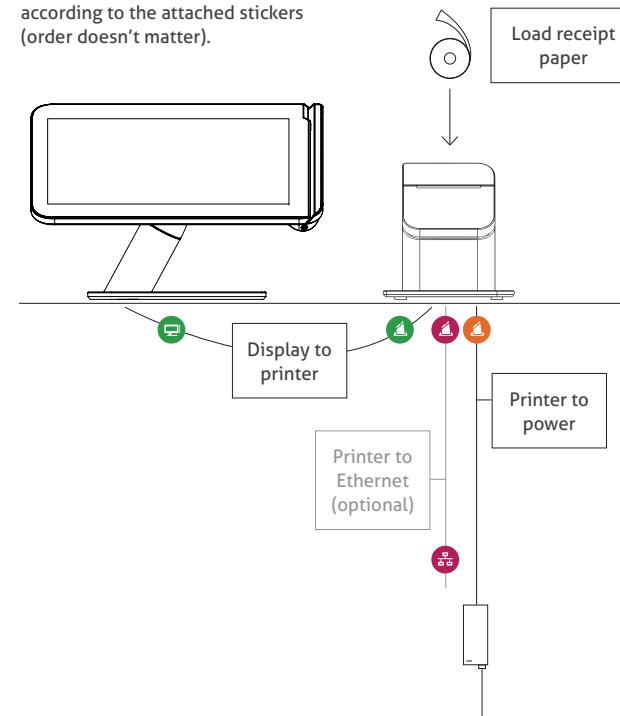 according to the attached stickers
(order doesn't matter).
Load receipt
paper
Display to
printer
Printer to
power
Printer to
Ethernet
(optional)